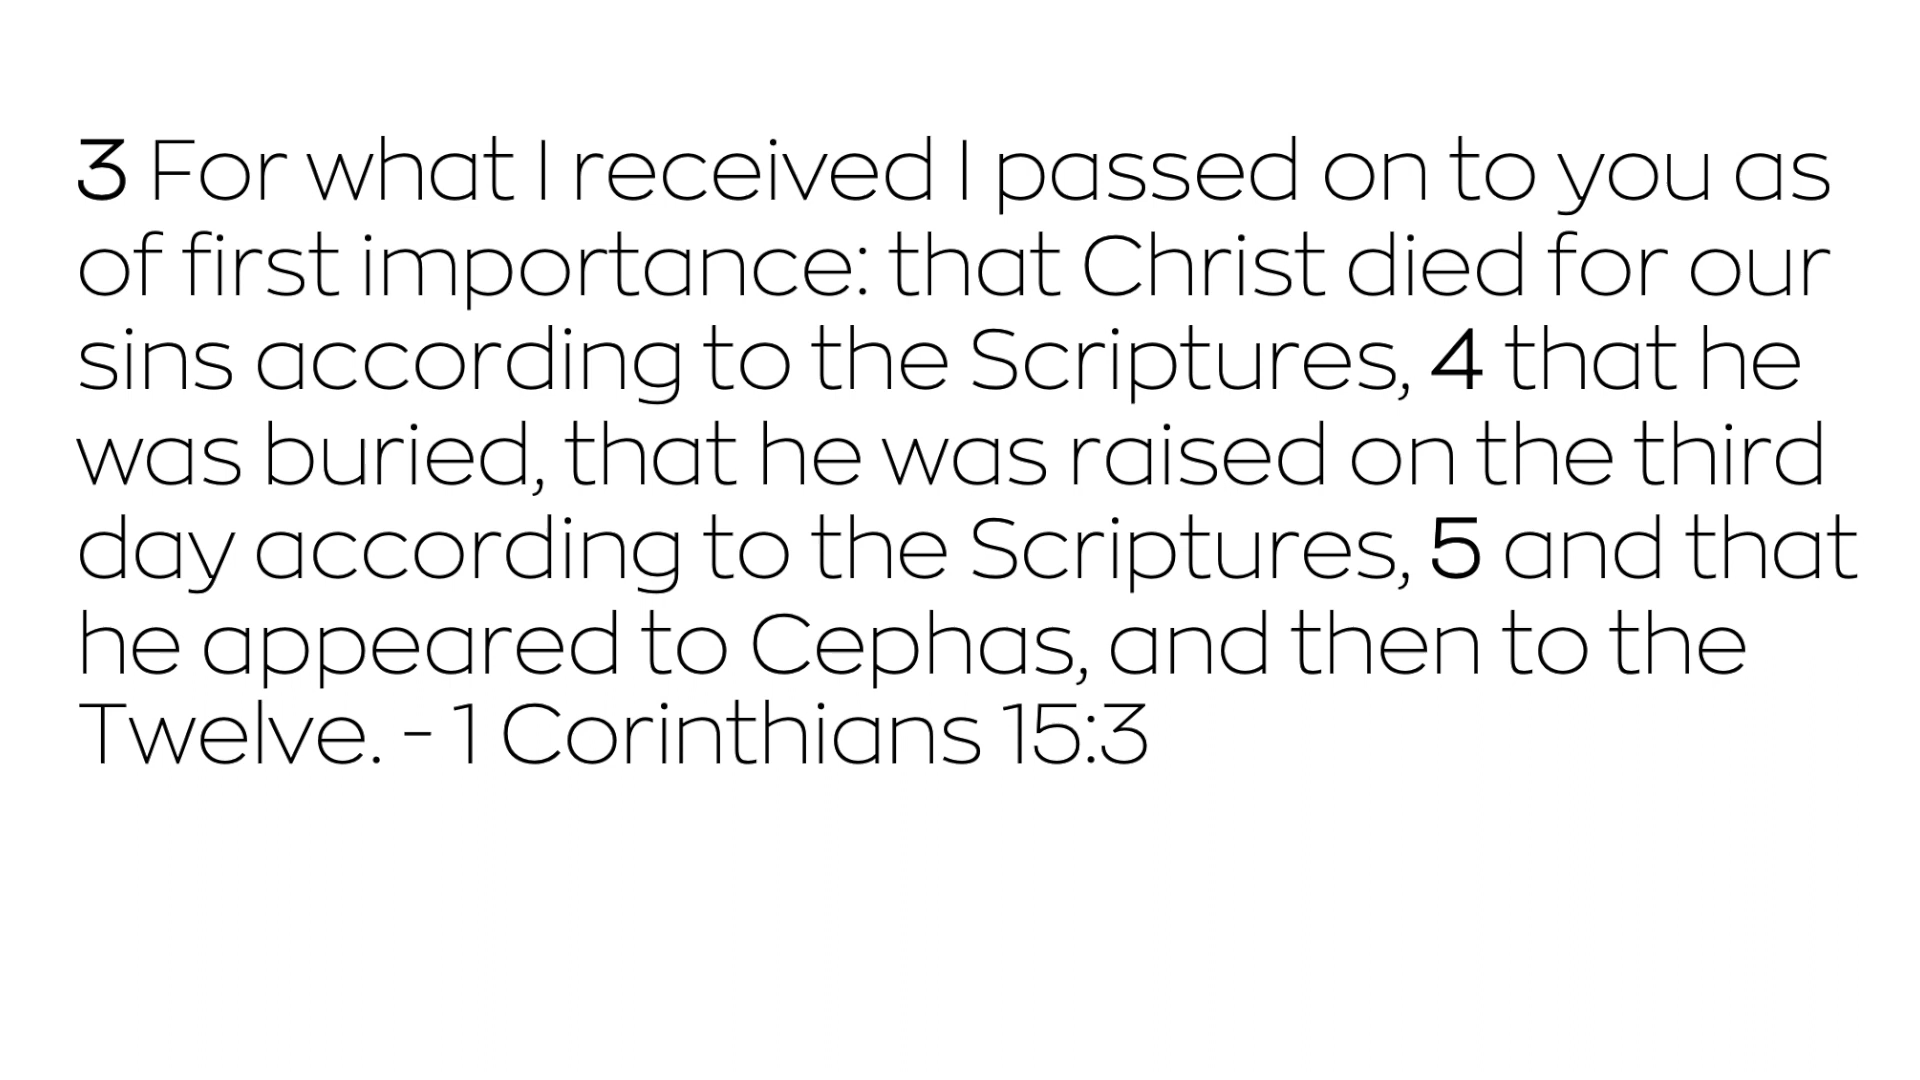 3 For what I received I passed on to you as
of first importance: that Christ died for our
sins according to the Scriptures, 4 that he
was buried, that he was raised on the third
day according to the Scriptures, 5 and that
he appeared to Cephas, and then to the
Twelve. - 1 Corinthians 15:3